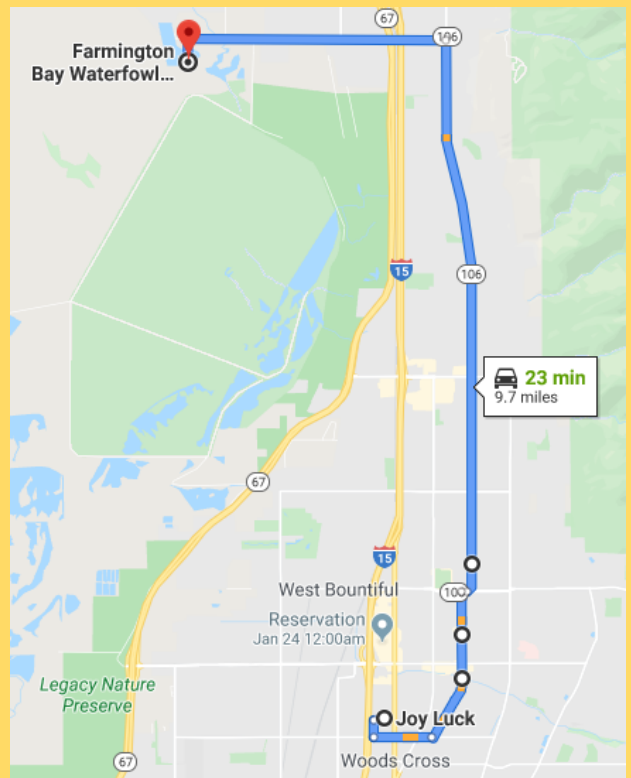 67
106
Farmington
Bay Waterfowl...
15
106
23 min
9.7 miles
67
15
West Bountiful
106
Reservation
Jan 24 12:00am
Legacy Nature
Preserve
Joy Luck
Woods Cross
67